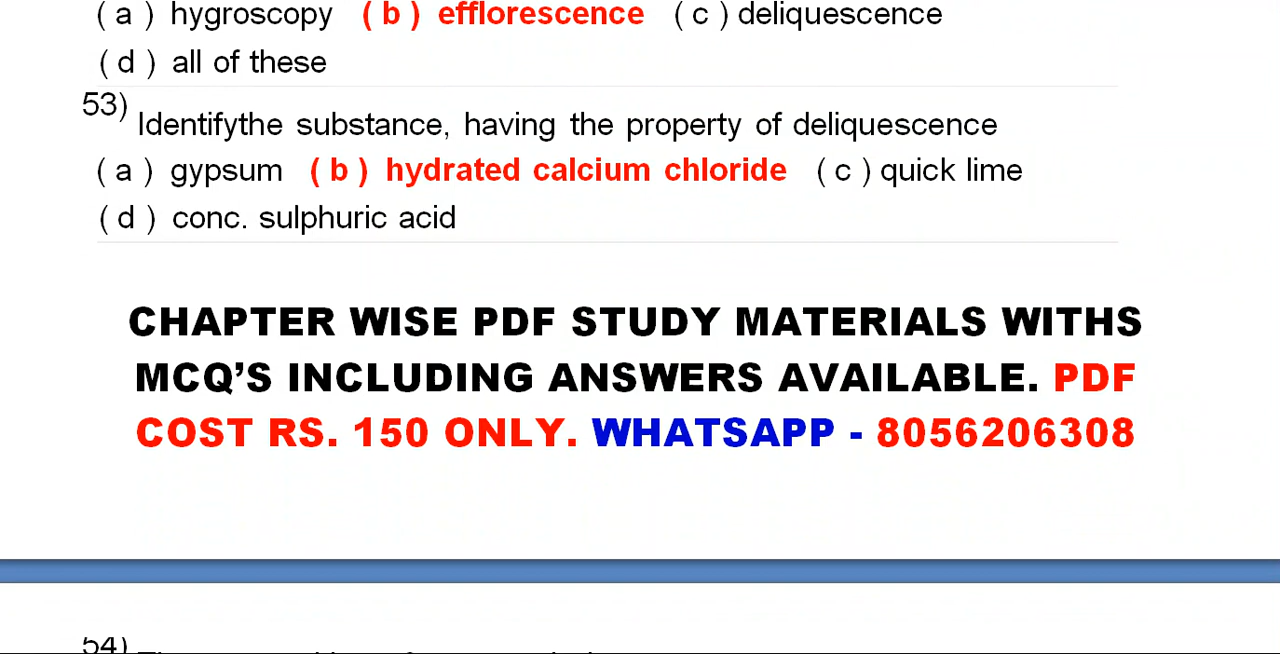 ( a ) hygroscopy ( b ) efflorescence ( c ) deliquescence
( d ) all of these
53) Identifythe substance, having the property of deliquescence
( a ) gypsum ( b ) hydrated calcium chloride ( c ) quick lime
( d ) conc. sulphuric acid
CHAPTER WISE PDF STUDY MATERIALS WITHS
MCQ’S INCLUDING ANSWERS AVAILABLE. PDF
COST RS. 150 ONLY. WHATSAPP - 8056206308
54)